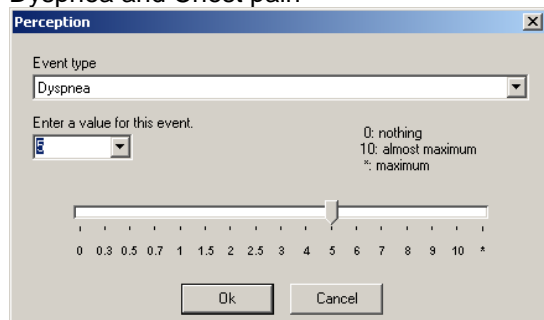 Dyspnea and Chest pain
Perception
Event type
Dyspnea
Enter a value for this event.
5
0: nothing
10: almost maximum
*: maximum
0 0.3 0.5 0.7 1 1.5 2 2.5 3 4 5 6 7 8 9 10 *
Ok Cancel